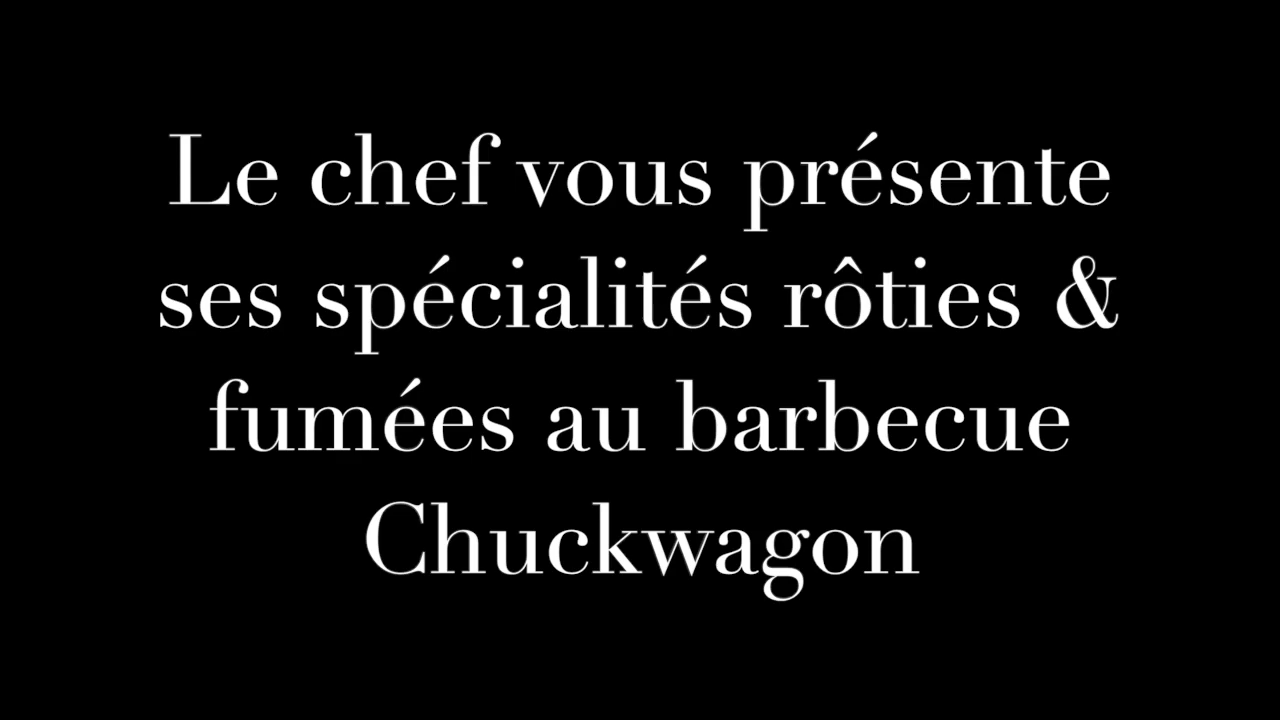 Le chef vous présente
ses spécialités rôties &
fumées au barbecue
Chuckwagon